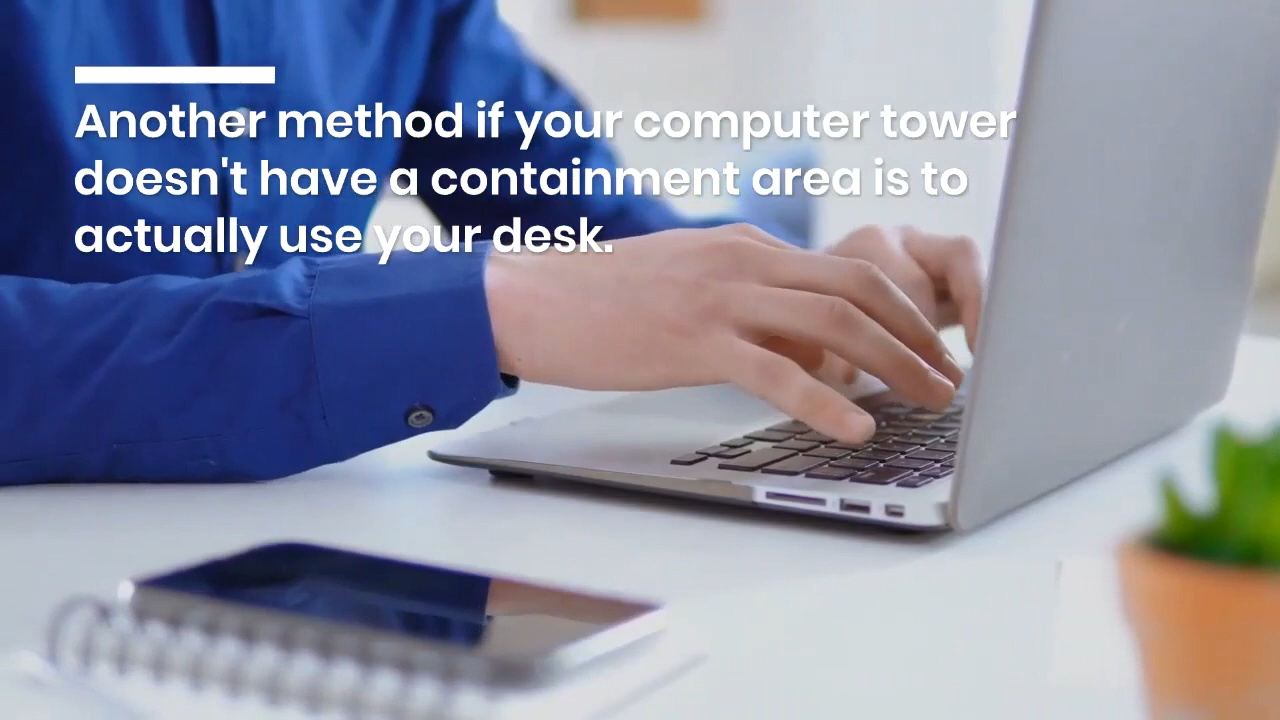 Another method if your computer tower
doesn't have a containment area is to
actually use your desk.